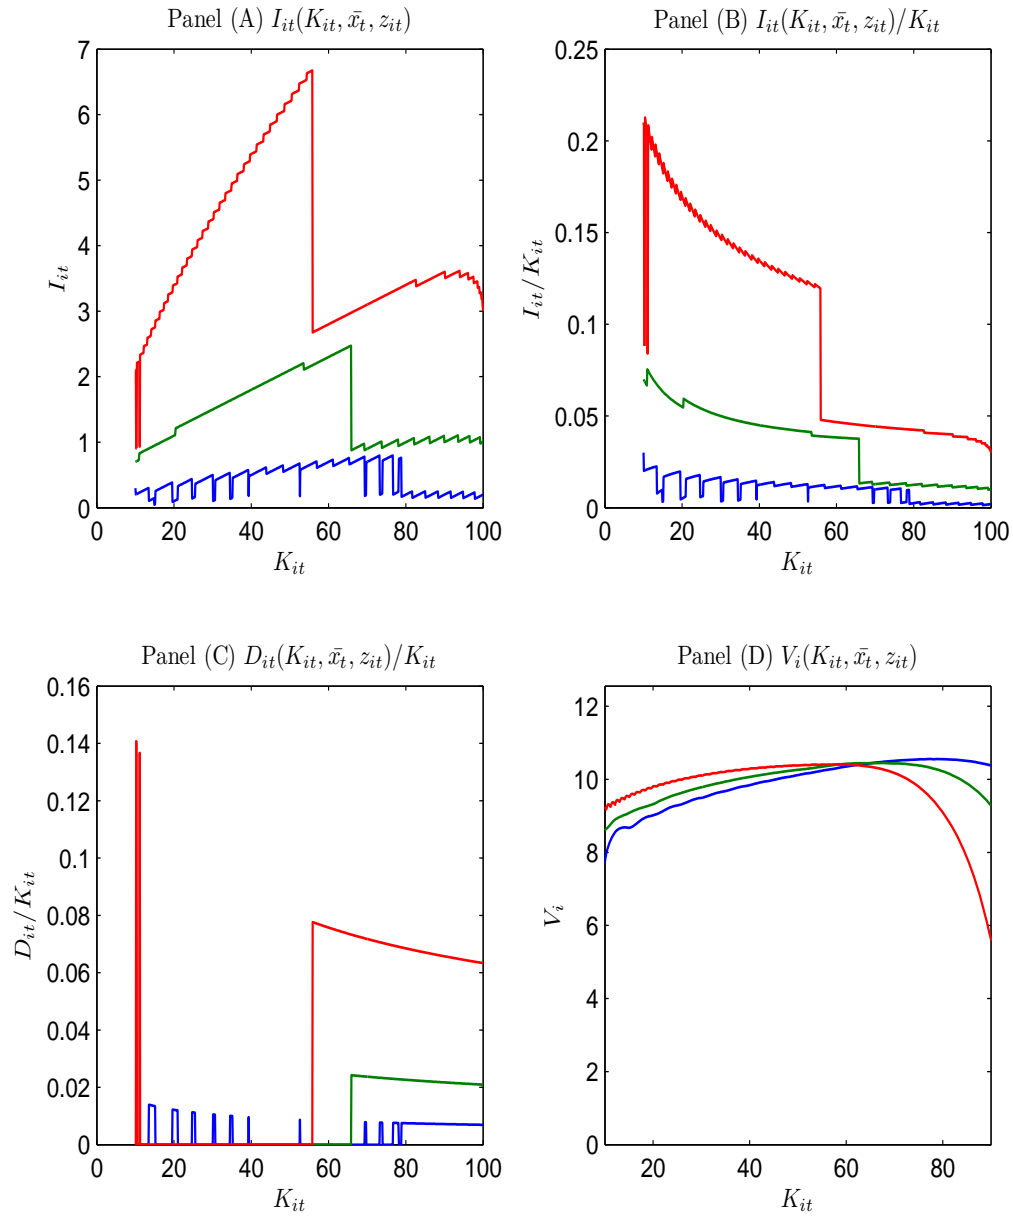 Panel (A) I_{it}(K_{it}, x̄_t, z_{it})
Panel (B) I_{it}(K_{it}, x̄_t, z_{it})/K_{it}
7
6
5
4
3
2
1
0
I_{it}
0 20 40 60 80 100
K_{it}
0.25
0.2
0.15
0.1
0.05
0
I_{it}/K_{it}
0 20 40 60 80 100
K_{it}
Panel (C) D_{it}(K_{it}, x̄_t, z_{it})/K_{it}
Panel (D) V_i(K_{it}, x̄_t, z_{it})
0.16
0.14
0.12
0.1
0.08
0.06
0.04
0.02
0
D_{it}/K_{it}
0 20 40 60 80 100
K_{it}
12
10
8
6
4
2
0
V_i
20 40 60 80
K_{it}